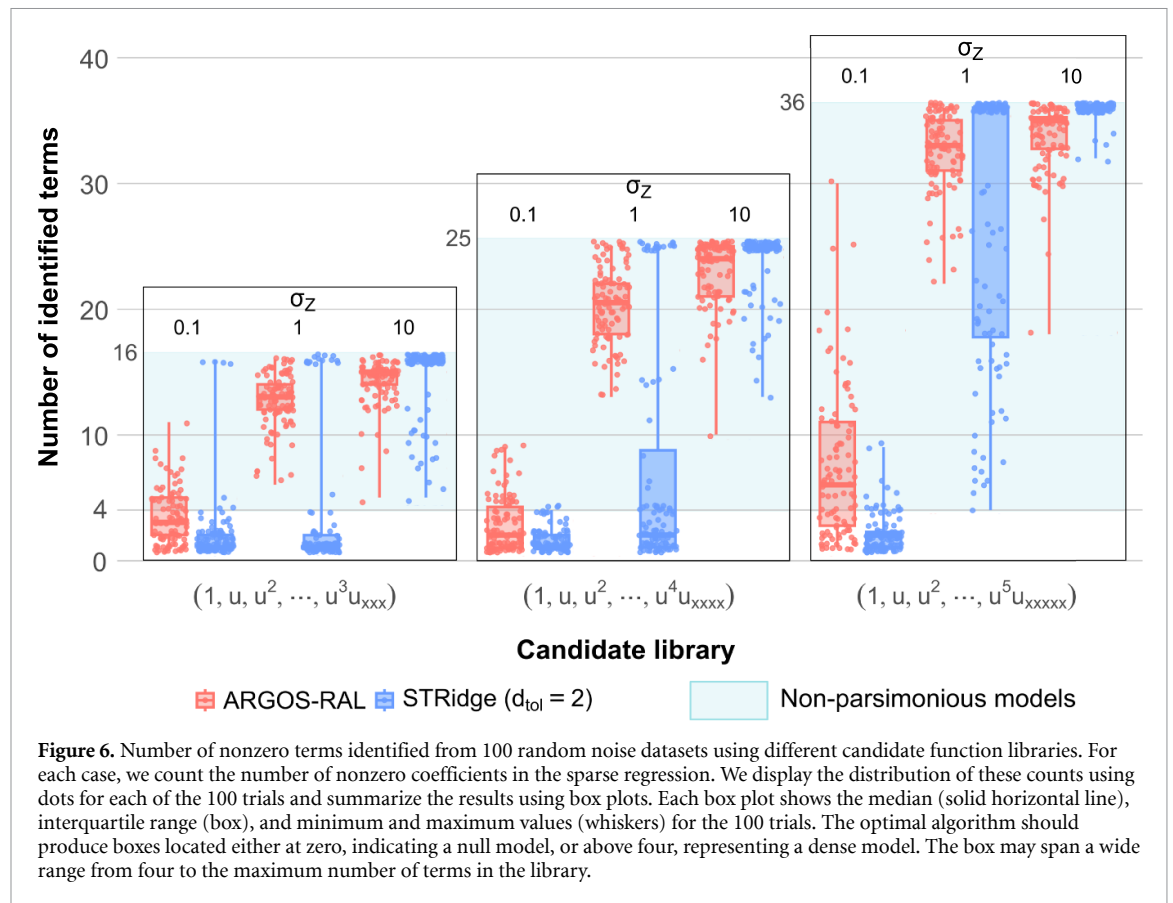 40
30
20
10
4
0
Number of identified terms
16
σZ
0.1 1 10
25
σZ
0.1 1 10
36
σZ
0.1 1 10
(1, u, u², ⋯, u³uₓₓₓ)
(1, u, u², ⋯, u⁴uₓₓₓₓ)
(1, u, u², ⋯, u⁵uₓₓₓₓₓ)
Candidate library
ARGOS-RAL STRidge (dtol = 2) Non-parsimonious models
Figure 6. Number of nonzero terms identified from 100 random noise datasets using different candidate function libraries. For
each case, we count the number of nonzero coefficients in the sparse regression. We display the distribution of these counts using
dots for each of the 100 trials and summarize the results using box plots. Each box plot shows the median (solid horizontal line),
interquartile range (box), and minimum and maximum values (whiskers) for the 100 trials. The optimal algorithm should
produce boxes located either at zero, indicating a null model, or above four, representing a dense model. The box may span a wide
range from four to the maximum number of terms in the library.